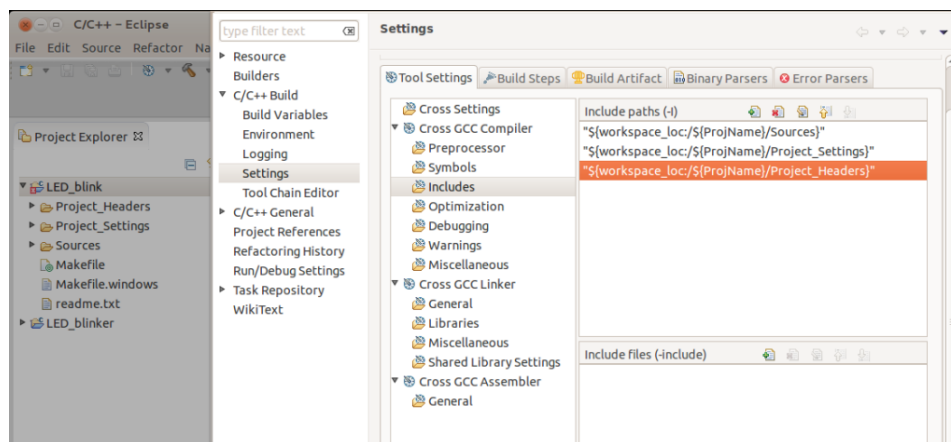 C/C++ – Eclipse
File Edit Source Refactor Na
Project Explorer
LED_blink
Project_Headers
Project_Settings
Sources
Makefile
Makefile.windows
readme.txt
LED_blinker
type filter text
Resource
Builders
C/C++ Build
Build Variables
Environment
Logging
Settings
Tool Chain Editor
C/C++ General
Project References
Refactoring History
Run/Debug Settings
Task Repository
WikiText
Settings
Tool Settings Build Steps Build Artifact Binary Parsers Error Parsers
Cross Settings
Cross GCC Compiler
Preprocessor
Symbols
Includes
Optimization
Debugging
Warnings
Miscellaneous
Cross GCC Linker
General
Libraries
Miscellaneous
Shared Library Settings
Cross GCC Assembler
General
Include paths (-I)
"${workspace_loc:/${ProjName}/Sources}"
"${workspace_loc:/${ProjName}/Project_Settings}"
"${workspace_loc:/${ProjName}/Project_Headers}"
Include files (-include)